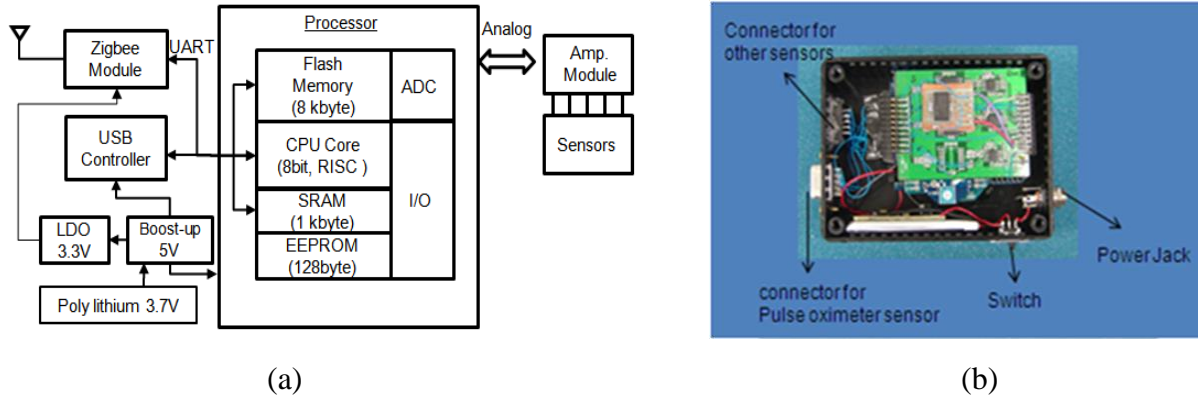 Processor
Zigbee
Module
UART
Flash
Memory
(8 kbyte)
ADC
Analog
Amp.
Module
USB
Controller
CPU Core
(8bit, RISC )
Sensors
I/O
SRAM
(1 kbyte)
LDO
3.3V
Boost-up
5V
EEPROM
(128byte)
Poly lithium 3.7V
(a)
Connector for
other sensors
Power Jack
connector for
Pulse oximeter sensor
Switch
(b)